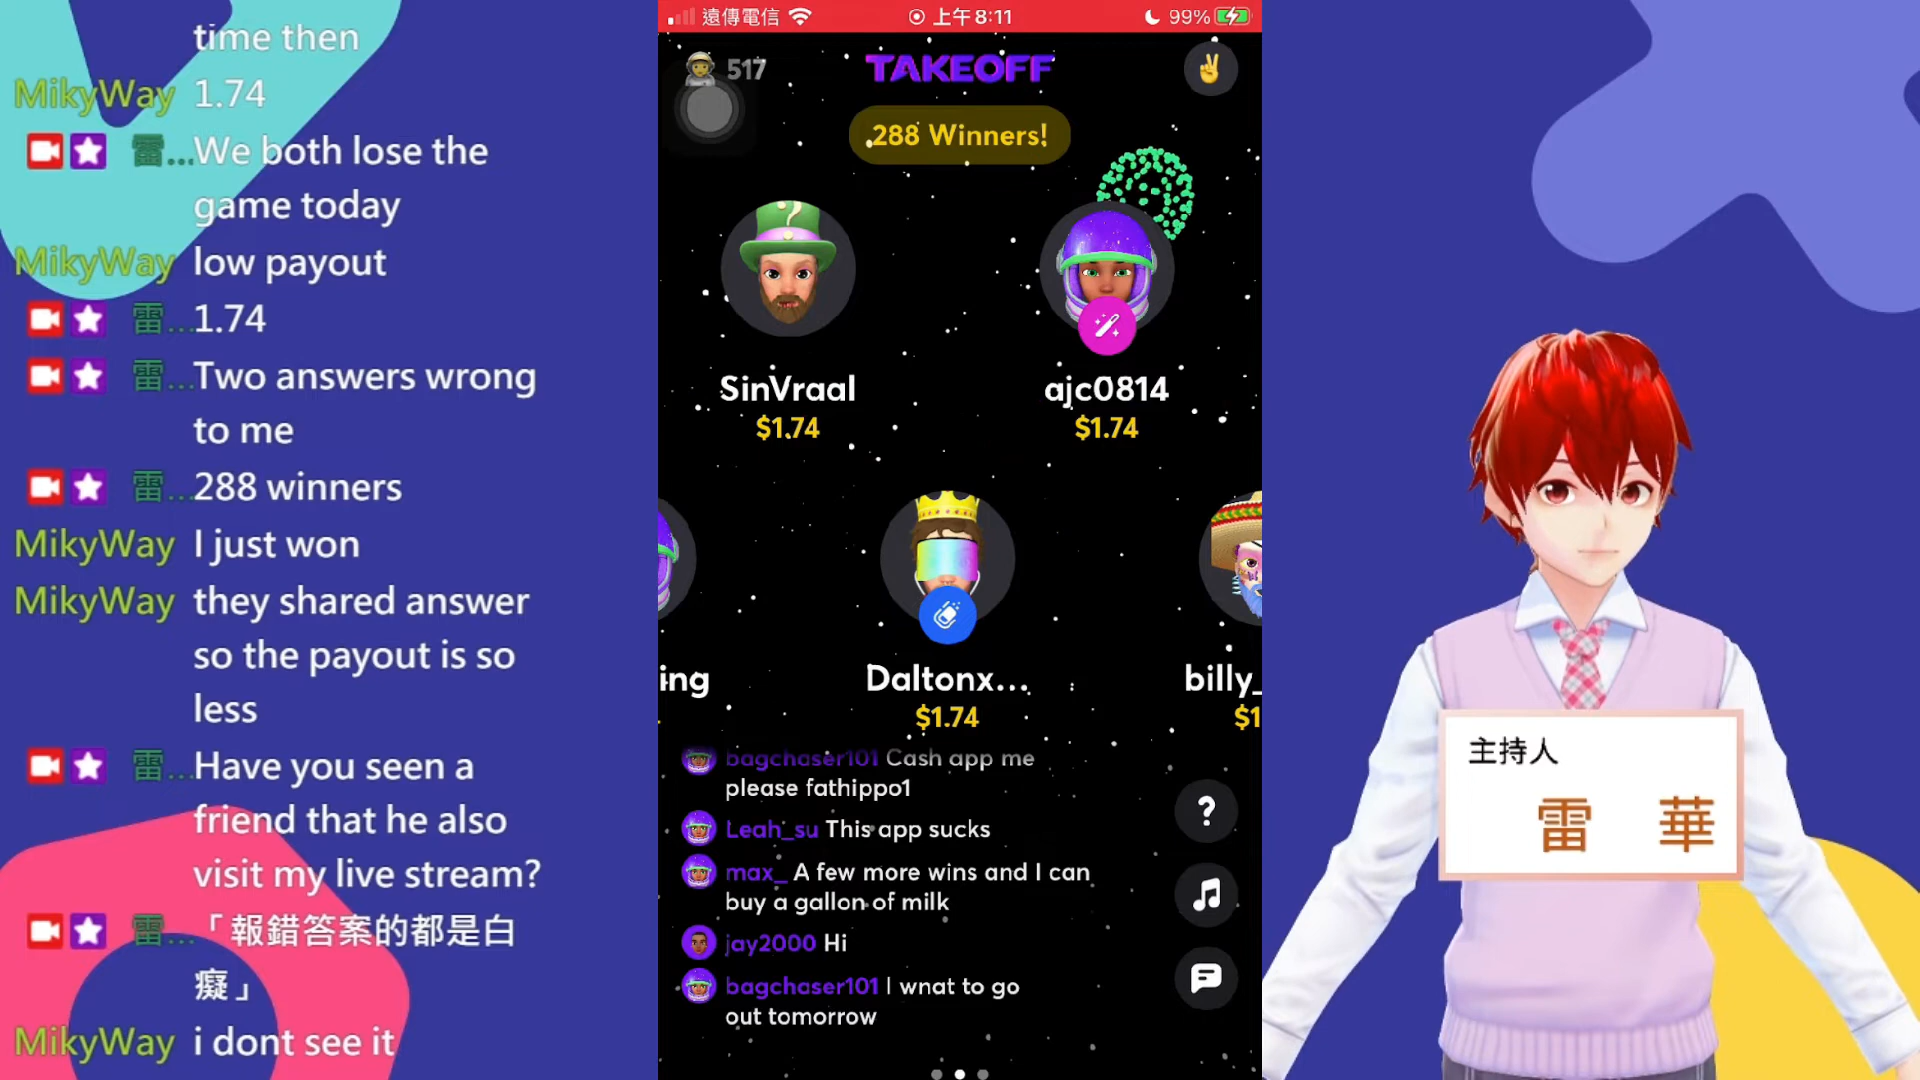 time then
MikyWay 1.74
雷...We both lose the
game today
MikyWay low payout
雷...1.74
雷...Two answers wrong
to me
雷...288 winners
MikyWay I just won
MikyWay they shared answer
so the payout is so
less
雷...Have you seen a
friend that he also
visit my live stream?
雷...「報錯答案的都是白
癡」
MikyWay i dont see it
遠傳電信 上午8:11 99%
517
TAKEOFF
288 Winners!
SinVraal
$1.74
ajc0814
$1.74
ing
Daltonx...
$1.74
billy_
$1
bagchaser101 Cash app me
please fathippo1
Leah_su This app sucks
max_ A few more wins and I can
buy a gallon of milk
jay2000 Hi
bagchaser101 I wnat to go
out tomorrow
?
主持人
雷 華